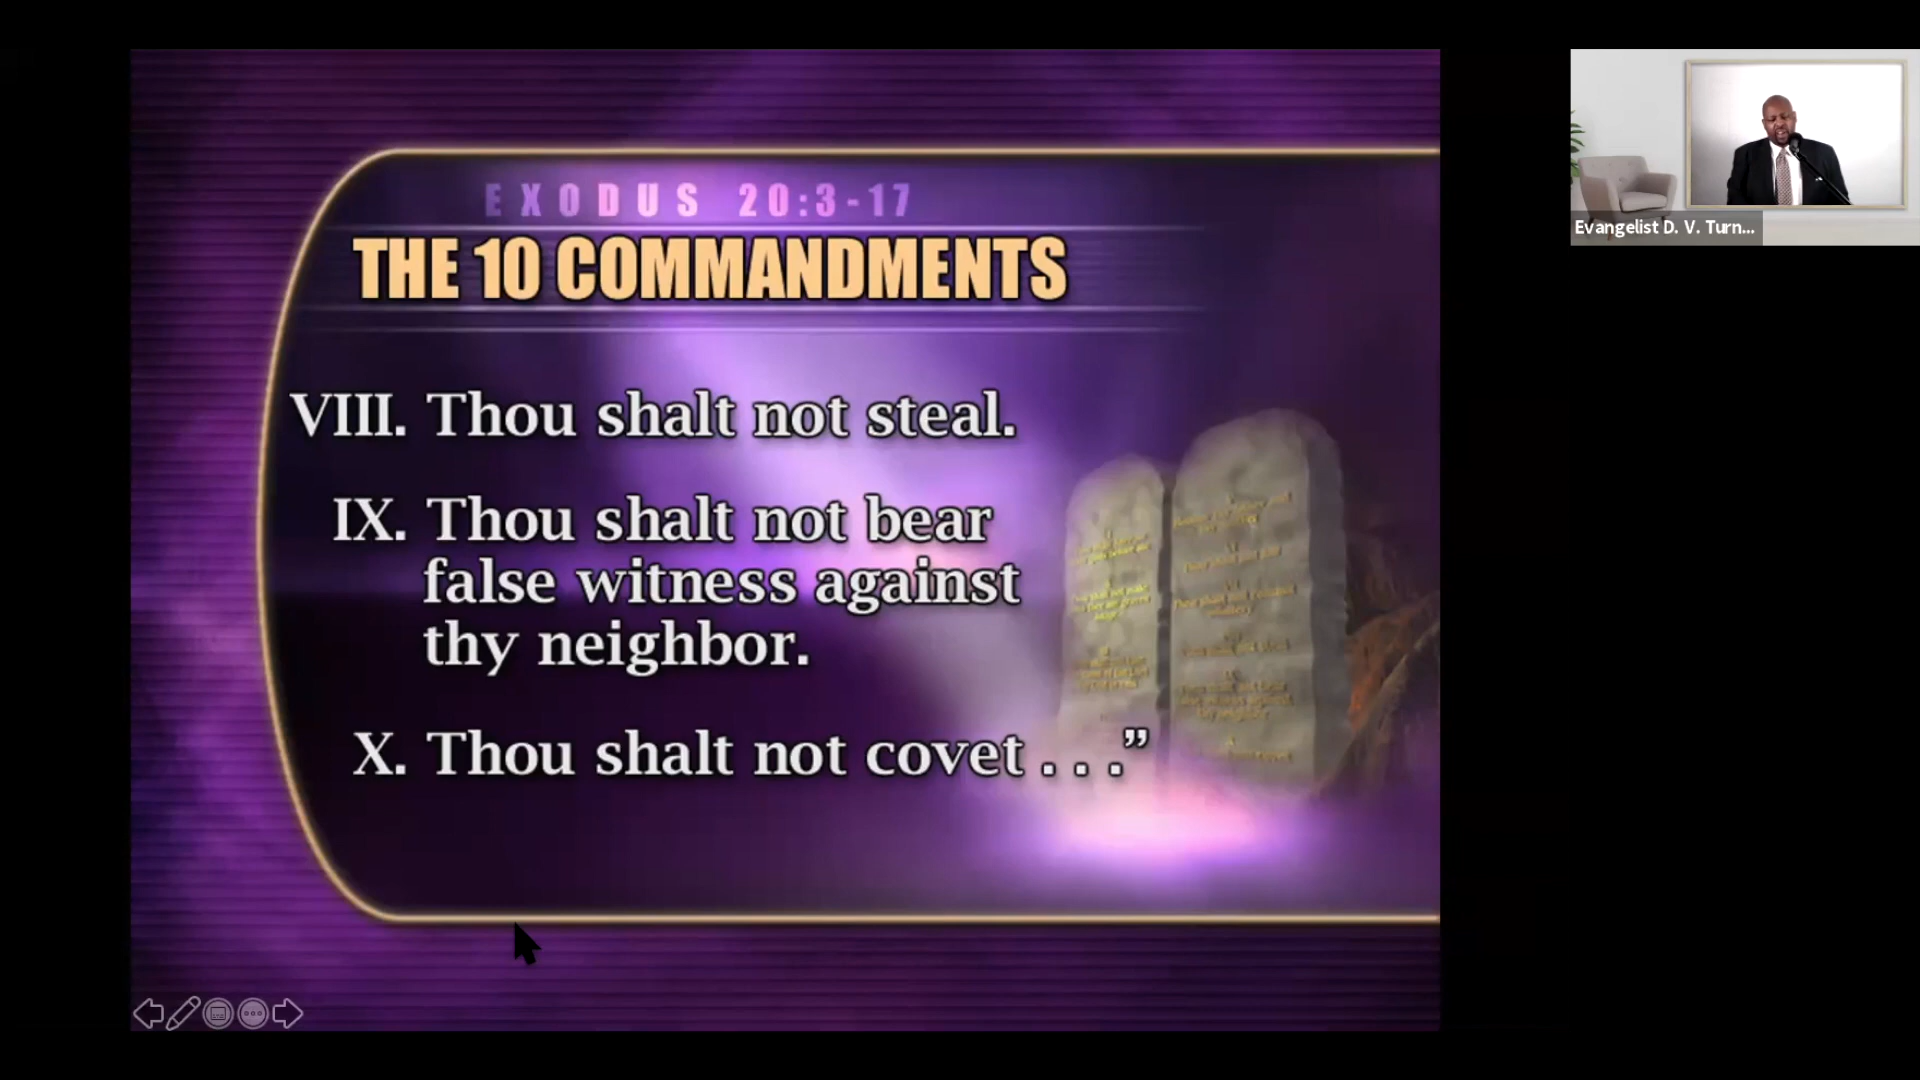 EXODUS 20:3-17
THE 10 COMMANDMENTS
VIII. Thou shalt not steal.
IX. Thou shalt not bear
false witness against
thy neighbor.
X. Thou shalt not covet . . .”
Evangelist D. V. Turn...